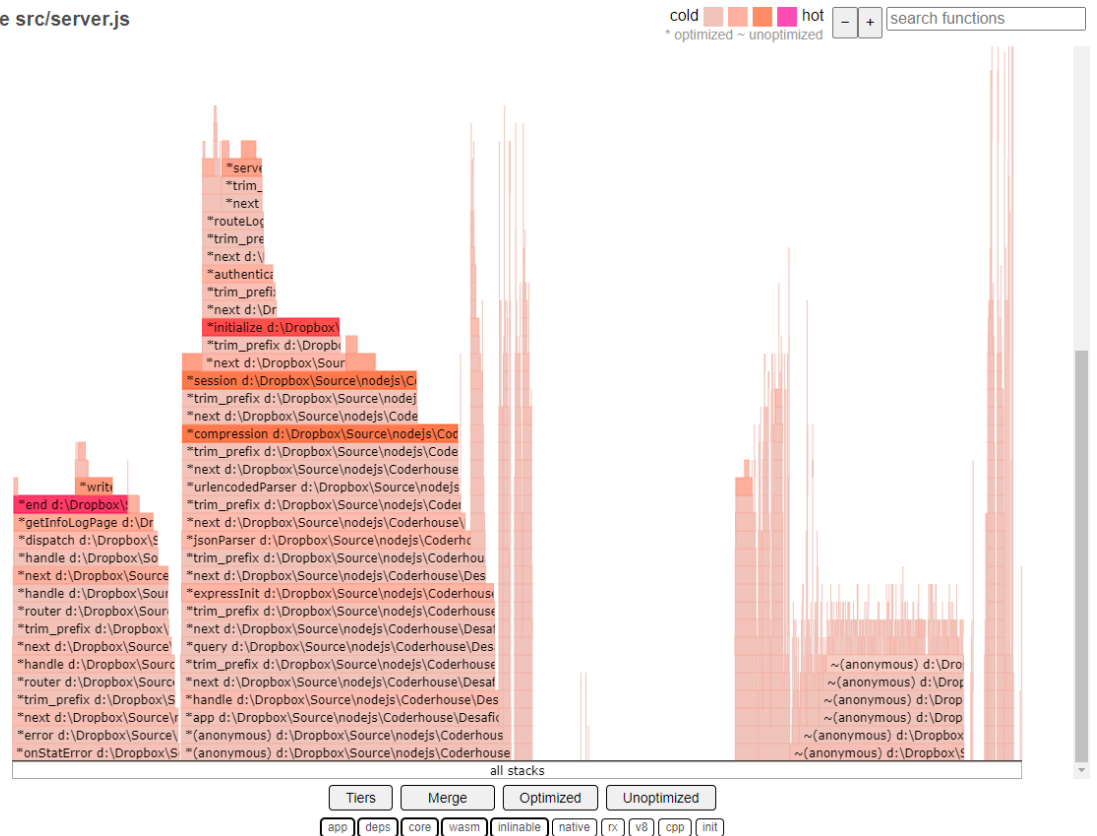 e src/server.js
cold hot − + search functions
* optimized ~ unoptimized
*serve
*trim_
*next
*routeLog
*trim_pre
*next d:\
*authentica
*trim_prefix
*next d:\Dr
*initialize d:\Dropbox\
*trim_prefix d:\Dropbo
*next d:\Dropbox\Sour
*session d:\Dropbox\Source\nodejs\Co
*trim_prefix d:\Dropbox\Source\nodej
*next d:\Dropbox\Source\nodejs\Code
*compression d:\Dropbox\Source\nodejs\Cod
*trim_prefix d:\Dropbox\Source\nodejs\Code
*next d:\Dropbox\Source\nodejs\Coderhouse
*write
*urlencodedParser d:\Dropbox\Source\nodejs
*end d:\Dropbox\S
*trim_prefix d:\Dropbox\Source\nodejs\Coder
*getInfoLogPage d:\Dr
*next d:\Dropbox\Source\nodejs\Coderhouse\
*dispatch d:\Dropbox\S
*jsonParser d:\Dropbox\Source\nodejs\Coderho
*handle d:\Dropbox\So
*trim_prefix d:\Dropbox\Source\nodejs\Coderhou
*next d:\Dropbox\Source
*next d:\Dropbox\Source\nodejs\Coderhouse\Des
*handle d:\Dropbox\Sour
*expressInit d:\Dropbox\Source\nodejs\Coderhouse
*router d:\Dropbox\Sour
*trim_prefix d:\Dropbox\Source\nodejs\Coderhouse
*trim_prefix d:\Dropbox\
*next d:\Dropbox\Source\nodejs\Coderhouse\Desaf
*next d:\Dropbox\Source\
*query d:\Dropbox\Source\nodejs\Coderhouse\Des
*handle d:\Dropbox\Sourc
*trim_prefix d:\Dropbox\Source\nodejs\Coderhouse
~(anonymous) d:\Drop
*router d:\Dropbox\Sourc
*next d:\Dropbox\Source\nodejs\Coderhouse\Desaf
~(anonymous) d:\Drop
*trim_prefix d:\Dropbox\S
*handle d:\Dropbox\Source\nodejs\Coderhouse\Des
~(anonymous) d:\Drop
*next d:\Dropbox\Source\n
*app d:\Dropbox\Source\nodejs\Coderhouse\Desafio
~(anonymous) d:\Drop
*error d:\Dropbox\Source\
*(anonymous) d:\Dropbox\Source\nodejs\Coderhous
~(anonymous) d:\Dropbox
*onStatError d:\Dropbox\So
*(anonymous) d:\Dropbox\Source\nodejs\Coderhouse
~(anonymous) d:\Dropbox\S
all stacks
Tiers Merge Optimized Unoptimized
app deps core wasm inlinable native rx v8 cpp init